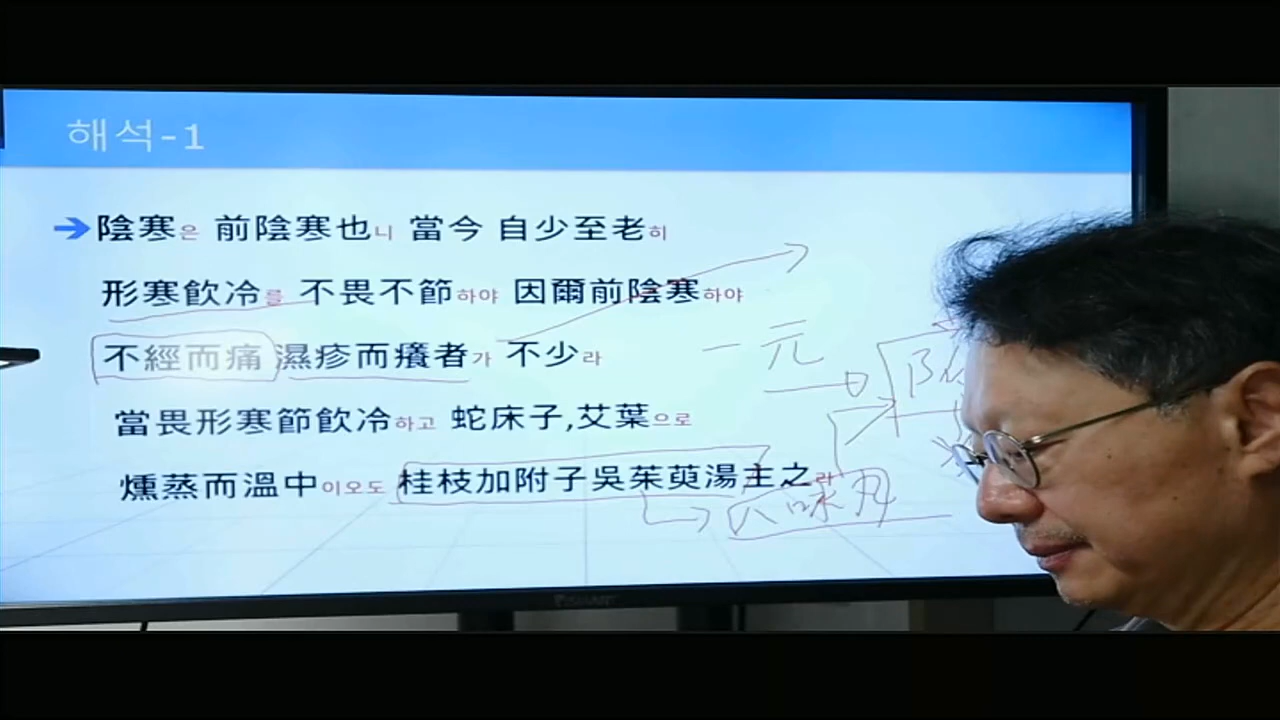 해석-1
➔陰寒은 前陰寒也니 當今 自少至老히
形寒飮冷를 不畏不節하야 因爾前陰寒하야
不經而痛 濕疹而癢者가 不少라
當畏形寒節飮冷하고 蛇床子,艾葉으로
燻蒸而溫中이오도 桂枝加附子吳茱萸湯主之라
一元
八味丹